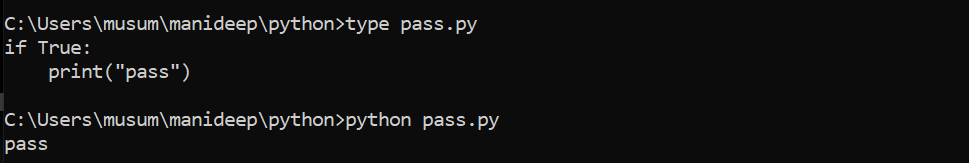 C:\Users\musum\manideep\python>type pass.py
if True:
    print("pass")
C:\Users\musum\manideep\python>python pass.py
pass